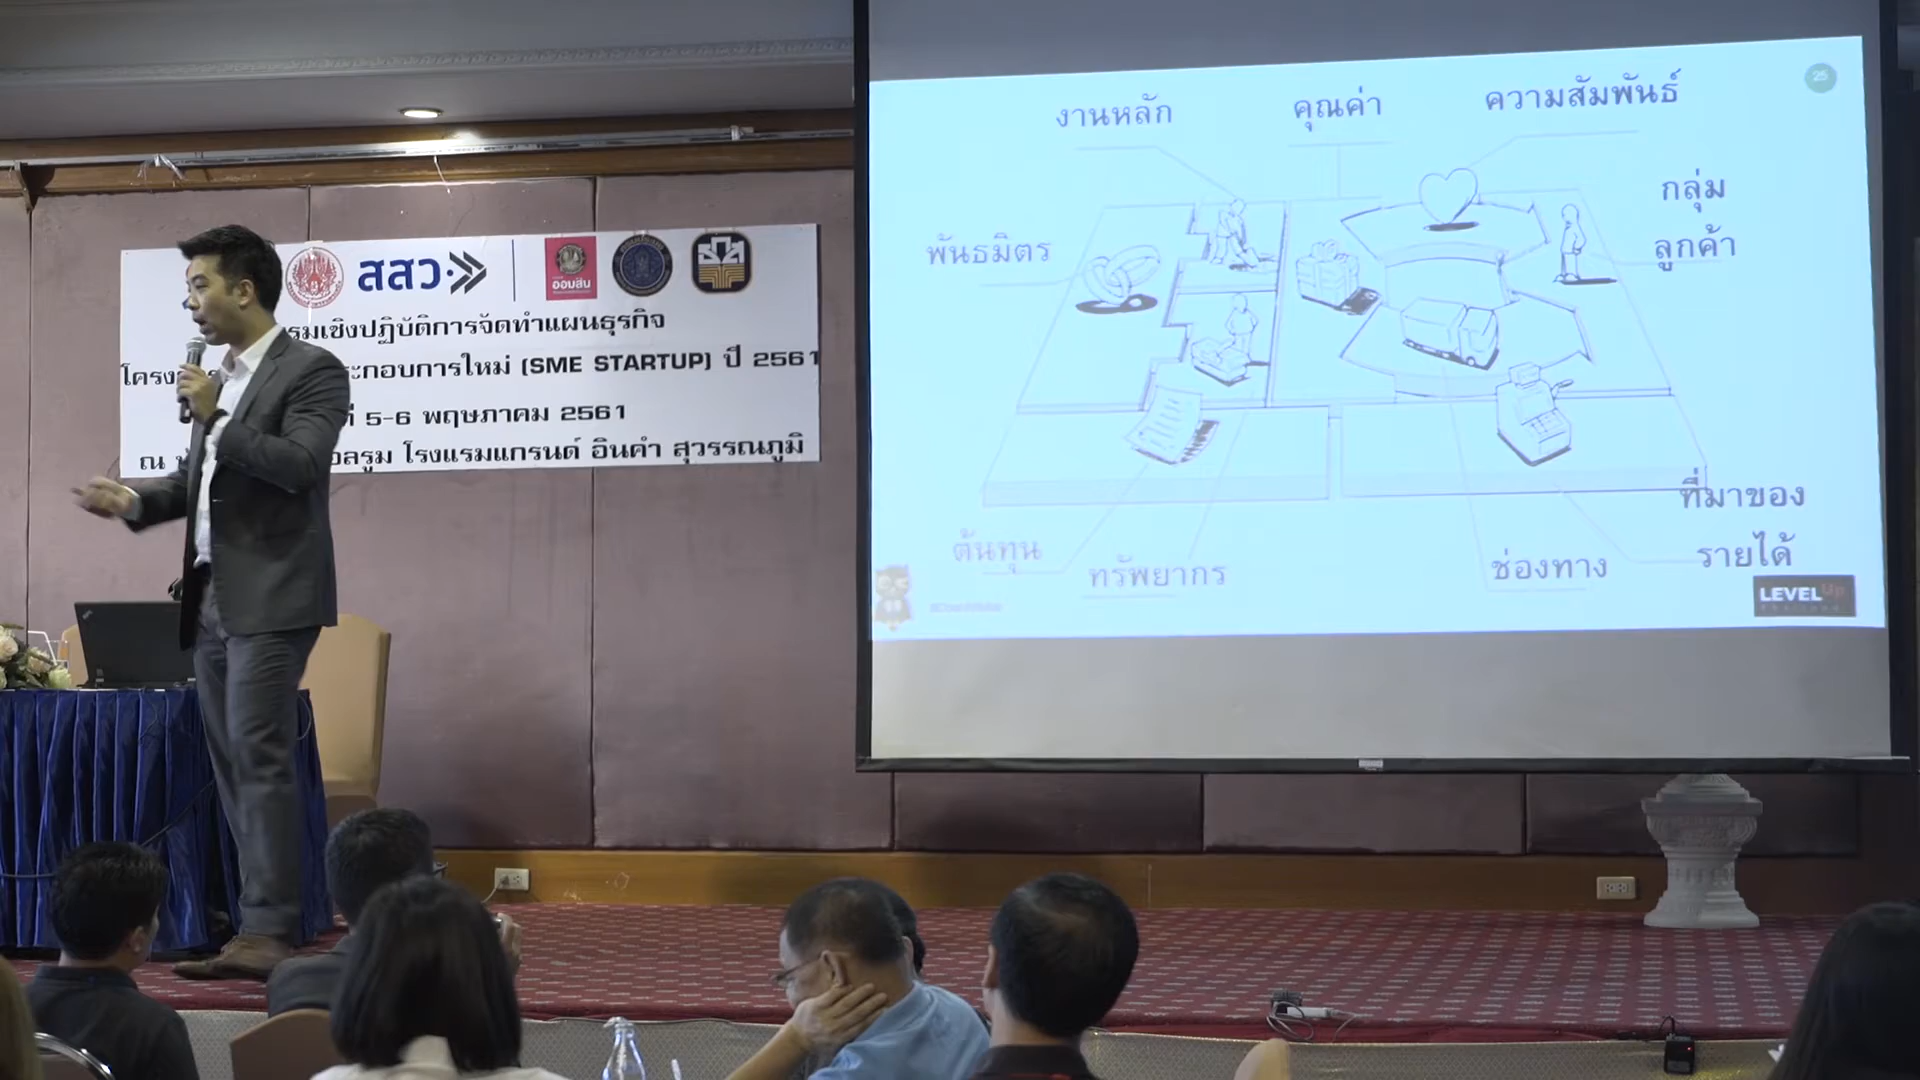 สสว
ออมสิน
รมเชิงปฏิบัติการจัดทำแผนธุรกิจ
ะกอบการใหม่ (SME STARTUP) ปี 2561
ที่ 5-6 พฤษภาคม 2561
ณ
อลรูม โรงแรมแกรนด์ อินคำ สุวรรณภูมิ
25
งานหลัก
คุณค่า
ความสัมพันธ์
กลุ่ม
ลูกค้า
พันธมิตร
ที่มาของ
รายได้
ต้นทุน
ทรัพยากร
ช่องทาง
LEVEL Up
Thailand